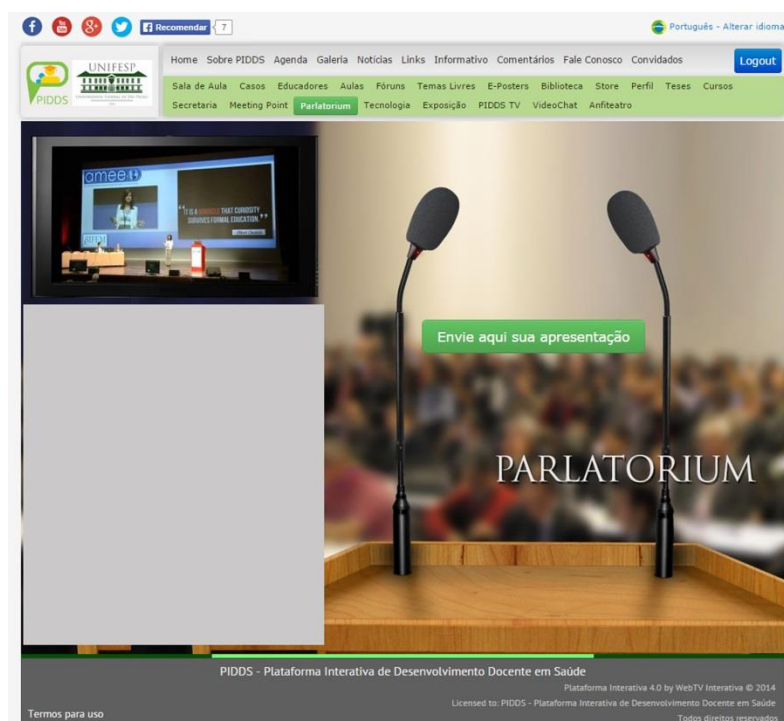 Recomendar 7
Português - Alterar idioma
UNIFESP
PIDDS
Home Sobre PIDDS Agenda Galeria Notícias Links Informativo Comentários Fale Conosco Convidados
Logout
Sala de Aula Casos Educadores Aulas Fóruns Temas Livres E-Posters Biblioteca Store Perfil Teses Cursos
Secretaria Meeting Point Parlatorium Tecnologia Exposição PIDDS TV VideoChat Anfiteatro
amee
"IT IS A MIRACLE THAT CURIOSITY
SURVIVES FORMAL EDUCATION."
Envie aqui sua apresentação
PARLATORIUM
PIDDS - Plataforma Interativa de Desenvolvimento Docente em Saúde
Plataforma Interativa 4.0 by WebTV Interativa © 2014
Licensed to: PIDDS - Plataforma Interativa de Desenvolvimento Docente em Saúde
Termos para uso
Todos direitos reservados